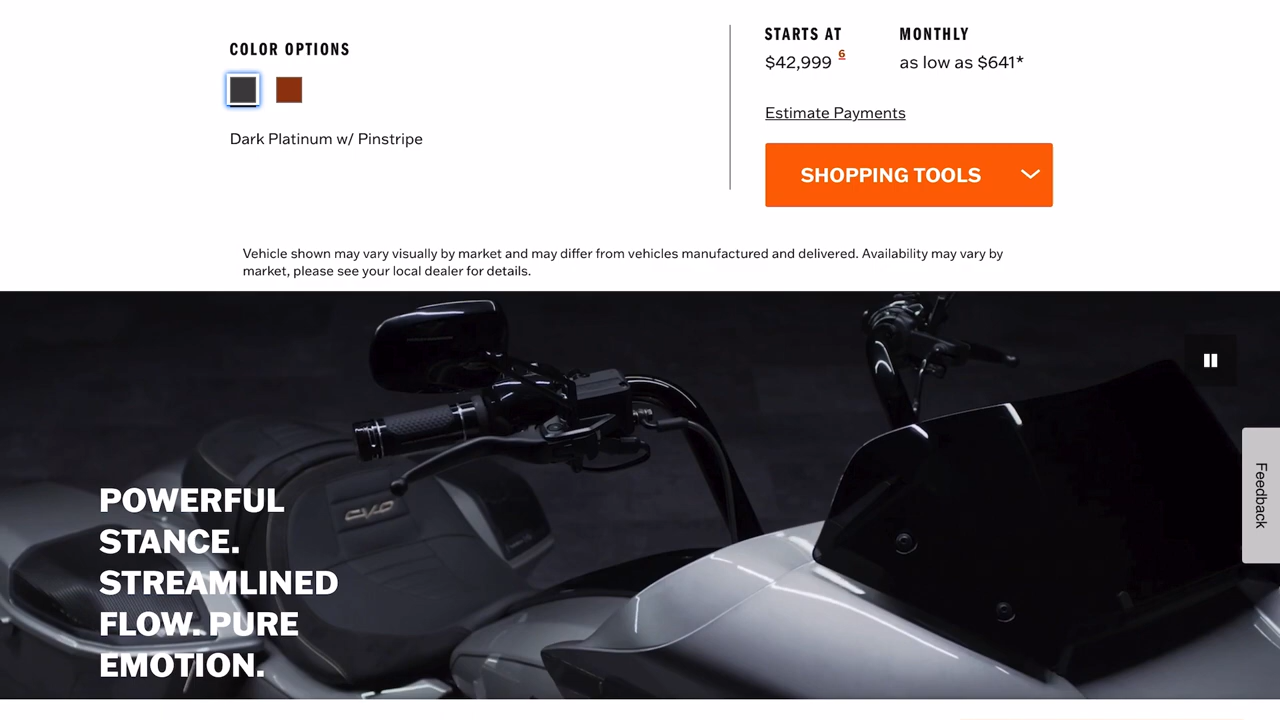 COLOR OPTIONS
Dark Platinum w/ Pinstripe
STARTS AT
$42,999 6
MONTHLY
as low as $641*
Estimate Payments
SHOPPING TOOLS
Vehicle shown may vary visually by market and may differ from vehicles manufactured and delivered. Availability may vary by
market, please see your local dealer for details.
POWERFUL
STANCE.
STREAMLINED
FLOW. PURE
EMOTION.
CVO
Feedback